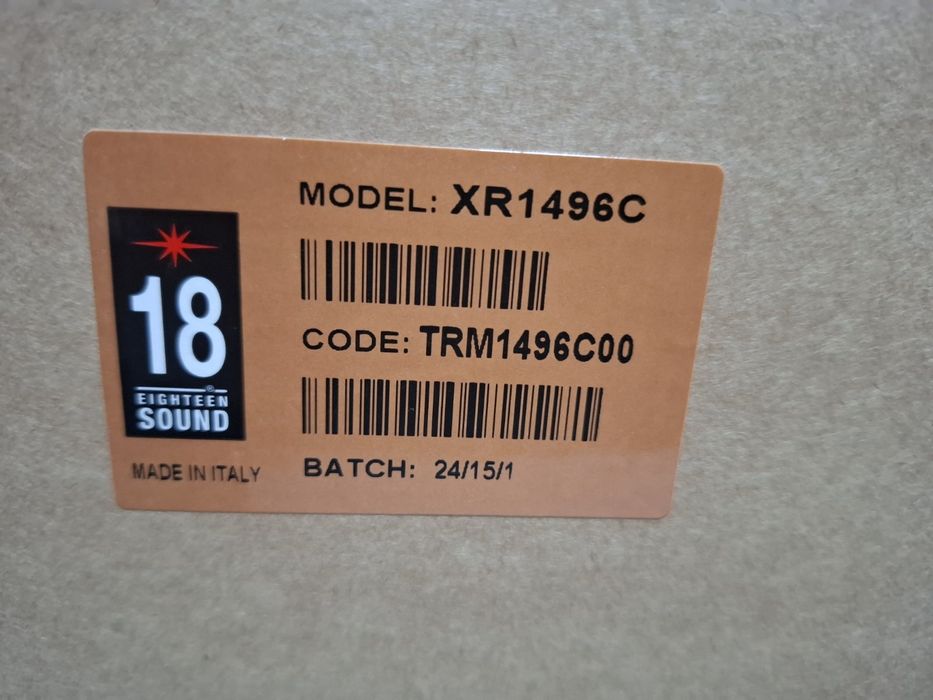 MODEL: XR1496C
18
CODE: TRM1496C00
®
EIGHTEEN
SOUND
MADE IN ITALY
BATCH: 24/15/1